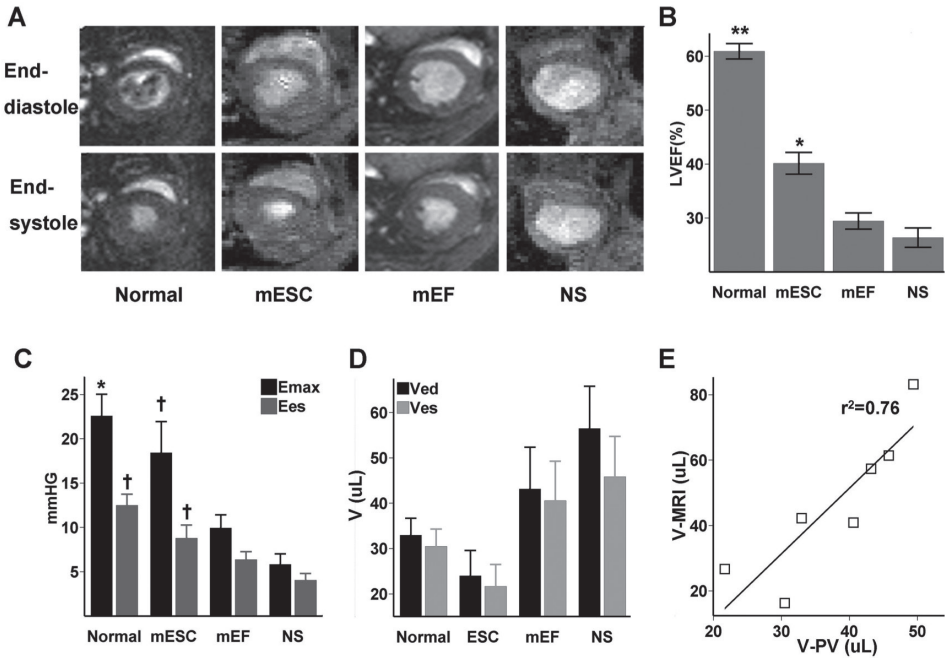 A
End-
diastole
End-
systole
Normal mESC mEF NS
B
LVEF(%)
60
50
40
30
**
*
Normal mESC mEF NS
C
mmHG
25
20
15
10
5
* † † †
Emax
Ees
Normal mESC mEF NS
D
V (uL)
60
50
40
30
20
Ved
Ves
Normal ESC mEF NS
E
V-MRI (uL)
80
60
40
20
r²=0.76
20 30 40 50
V-PV (uL)